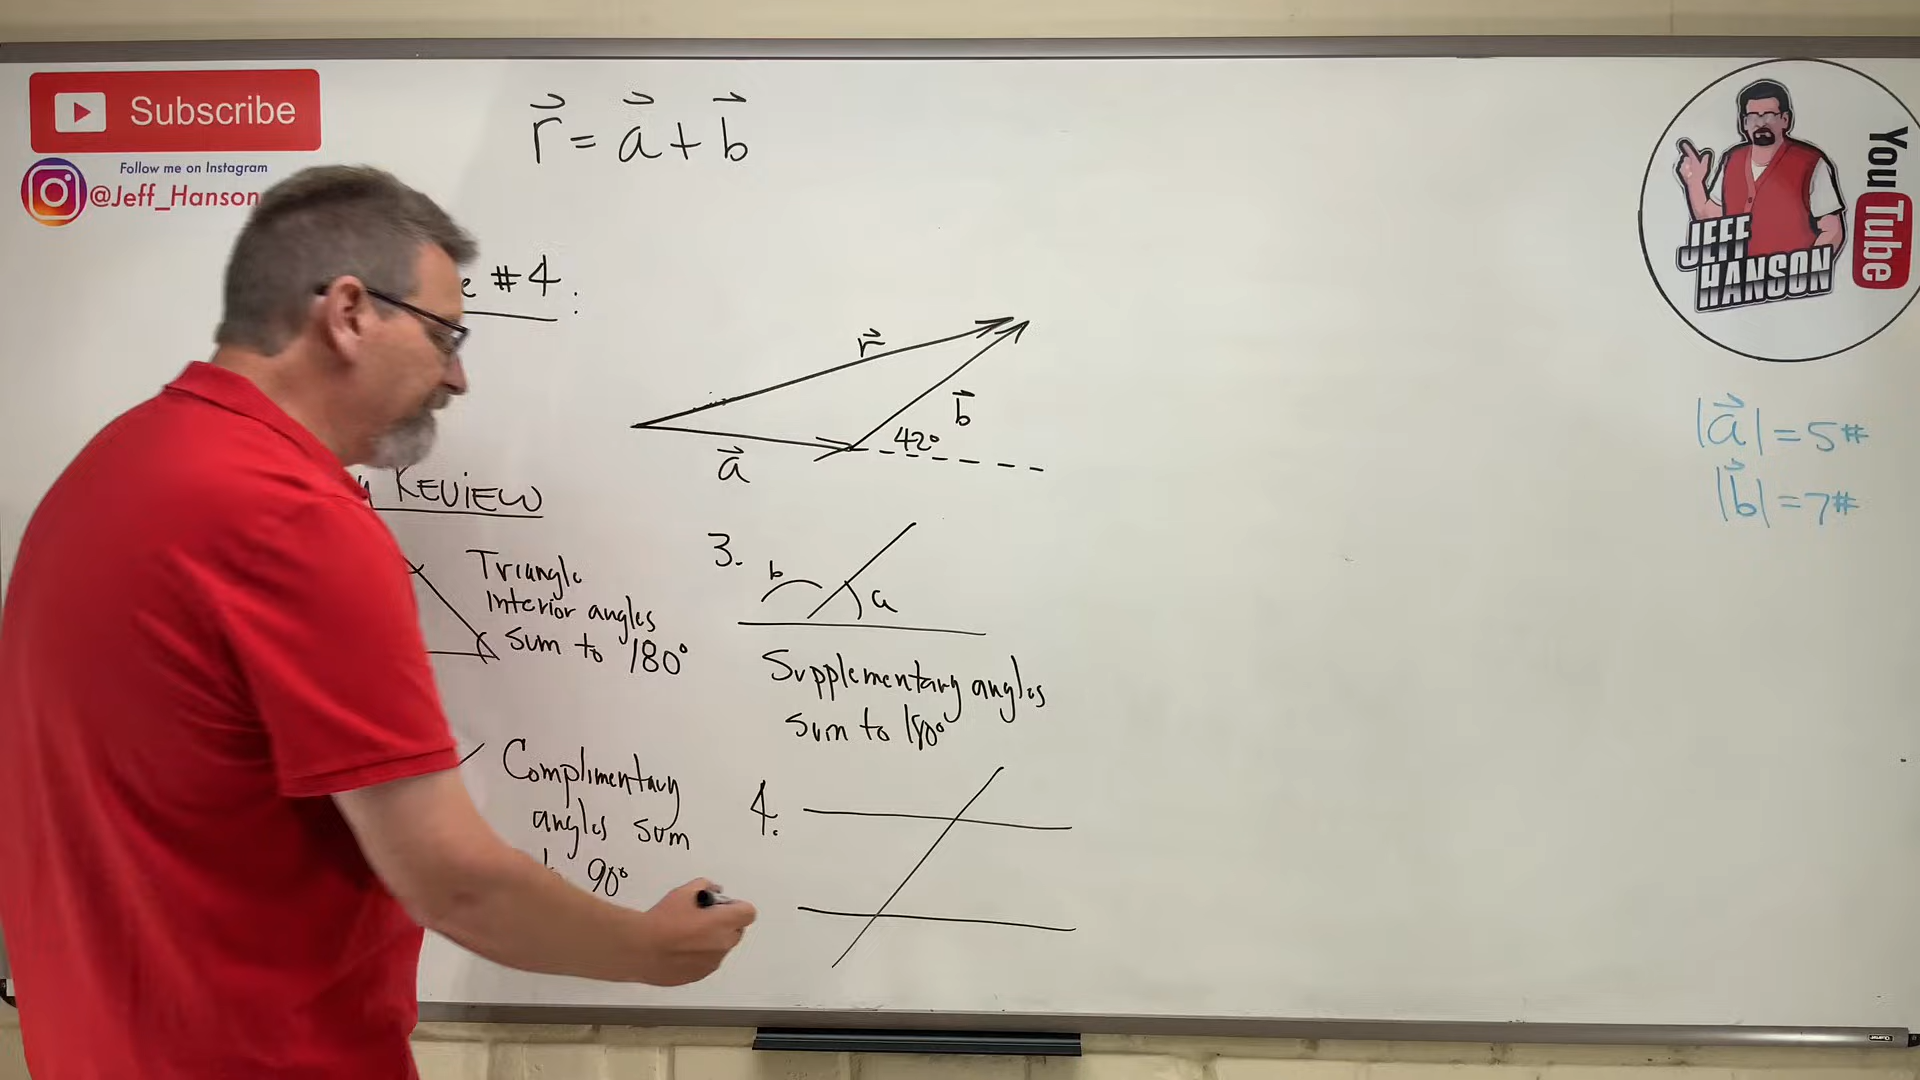 Subscribe
Follow me on Instagram
@Jeff_Hanson
r = a + b
#4:
r
b
42°
a
REVIEW
Triangle
Interior angles
sum to 180°
Complimentary
angles sum
90°
3.
b
a
Supplementary angles
sum to 180°
4.
YouTube
JEFF
HANSON
|a| = 5#
|b| = 7#